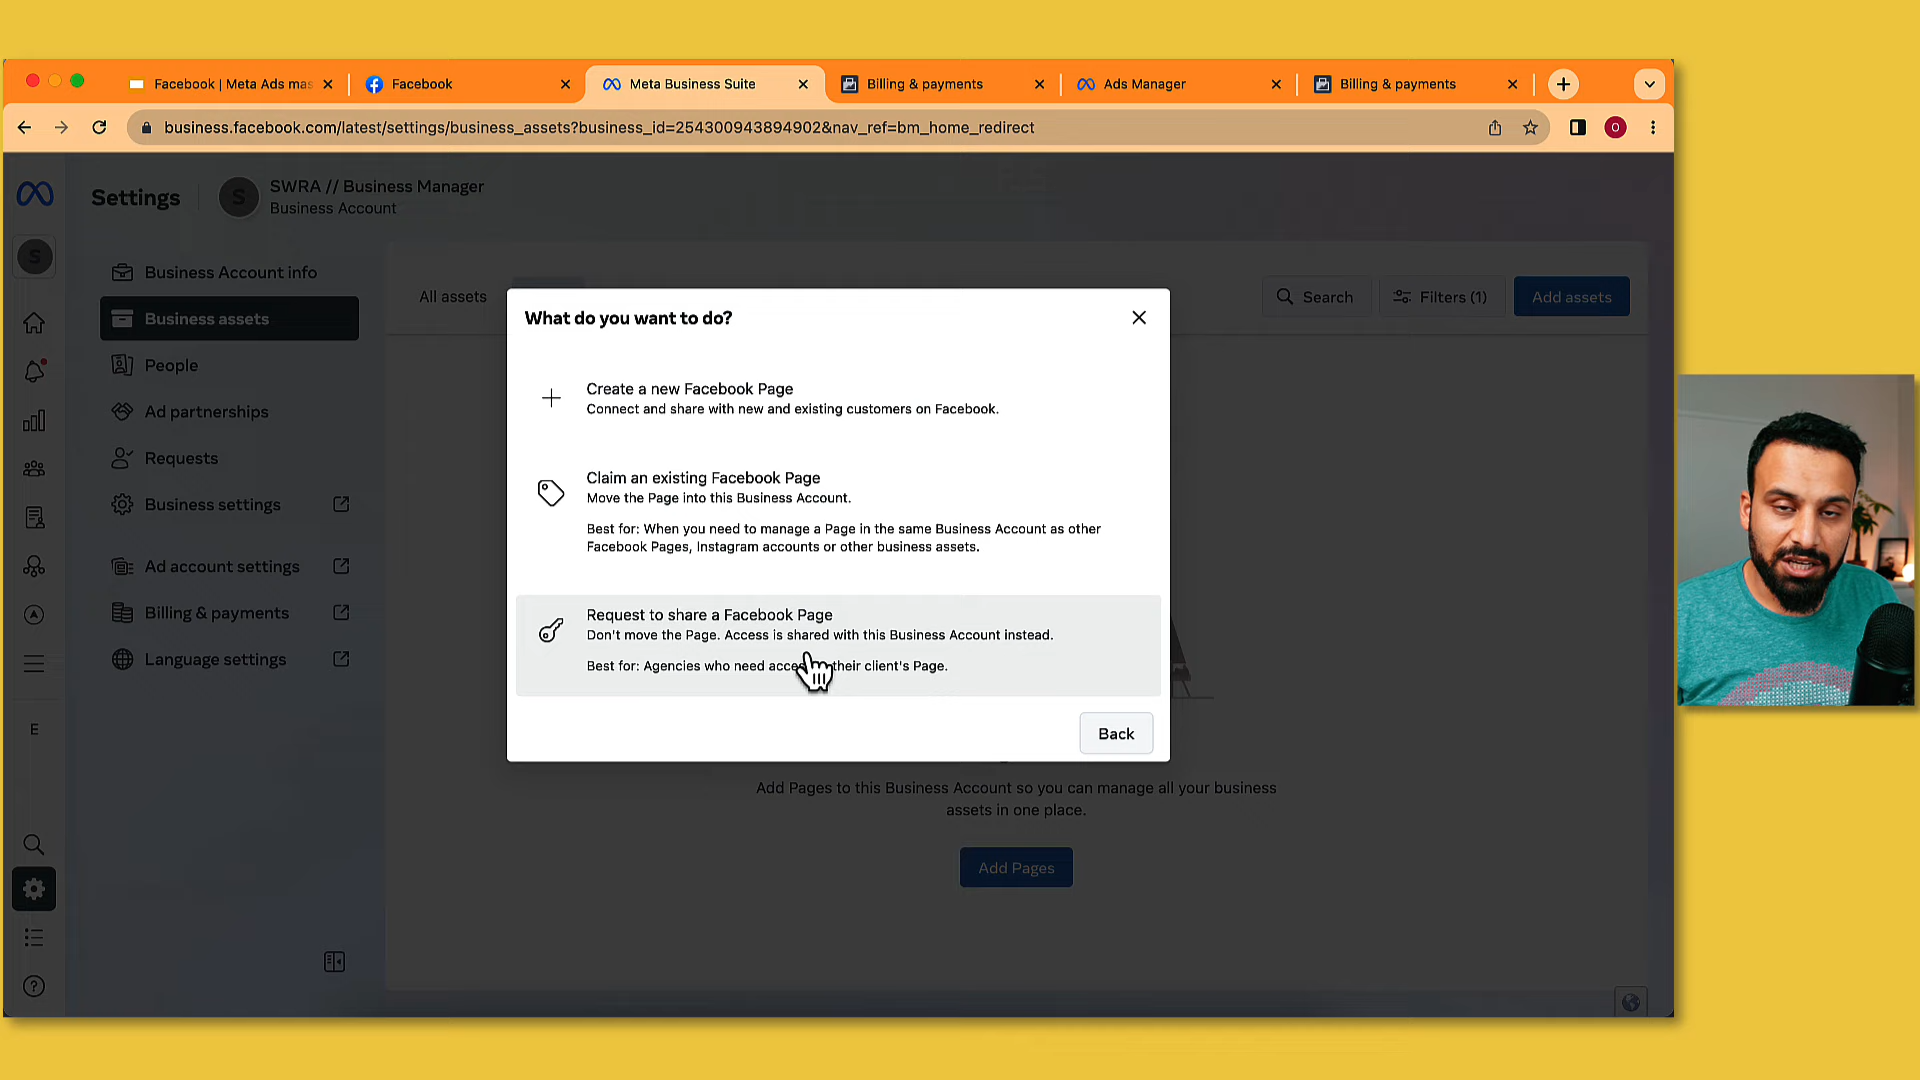 Facebook | Meta Ads mas
Facebook
Meta Business Suite
Billing & payments
Ads Manager
Billing & payments
business.facebook.com/latest/settings/business_assets?business_id=254300943894902&nav_ref=bm_home_redirect
O
Settings
S
SWRA // Business Manager
Business Account
S
Business Account info
Business assets
People
Ad partnerships
Requests
Business settings
Ad account settings
Billing & payments
Language settings
E
All assets
Search
Filters (1)
Add assets
What do you want to do?
Create a new Facebook Page
Connect and share with new and existing customers on Facebook.
Claim an existing Facebook Page
Move the Page into this Business Account.
Best for: When you need to manage a Page in the same Business Account as other
Facebook Pages, Instagram accounts or other business assets.
Request to share a Facebook Page
Don't move the Page. Access is shared with this Business Account instead.
Best for: Agencies who need their client's Page.
Back
Add Pages to this Business Account so you can manage all your business
assets in one place.
Add Pages